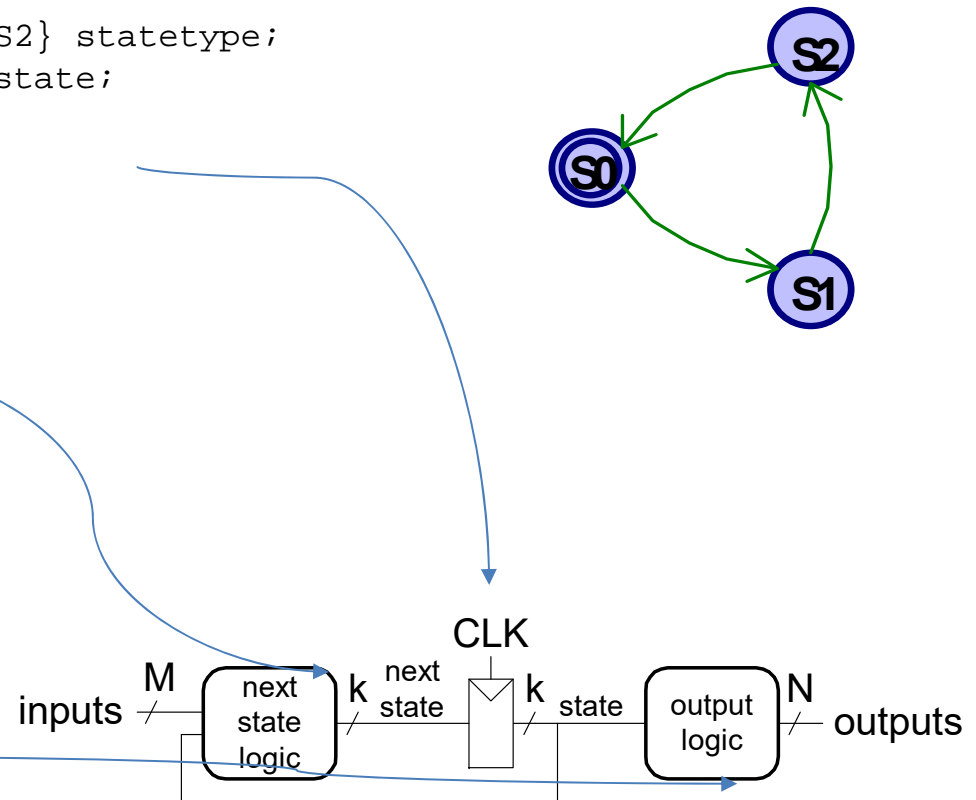 S2} statetype;
state;
S2
S0
S1
CLK
M
next
state
logic
k
next
state
k
state
output
logic
N
inputs
outputs